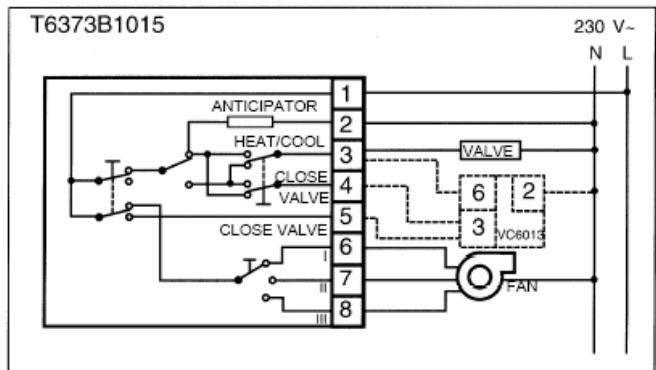 T6373B1015
230 V~
N L
1
ANTICIPATOR
2
HEAT/COOL
3
VALVE
CLOSE
4
VALVE
6 2
3
VC6013
5
CLOSE VALVE
I
6
II
7
FAN
III
8